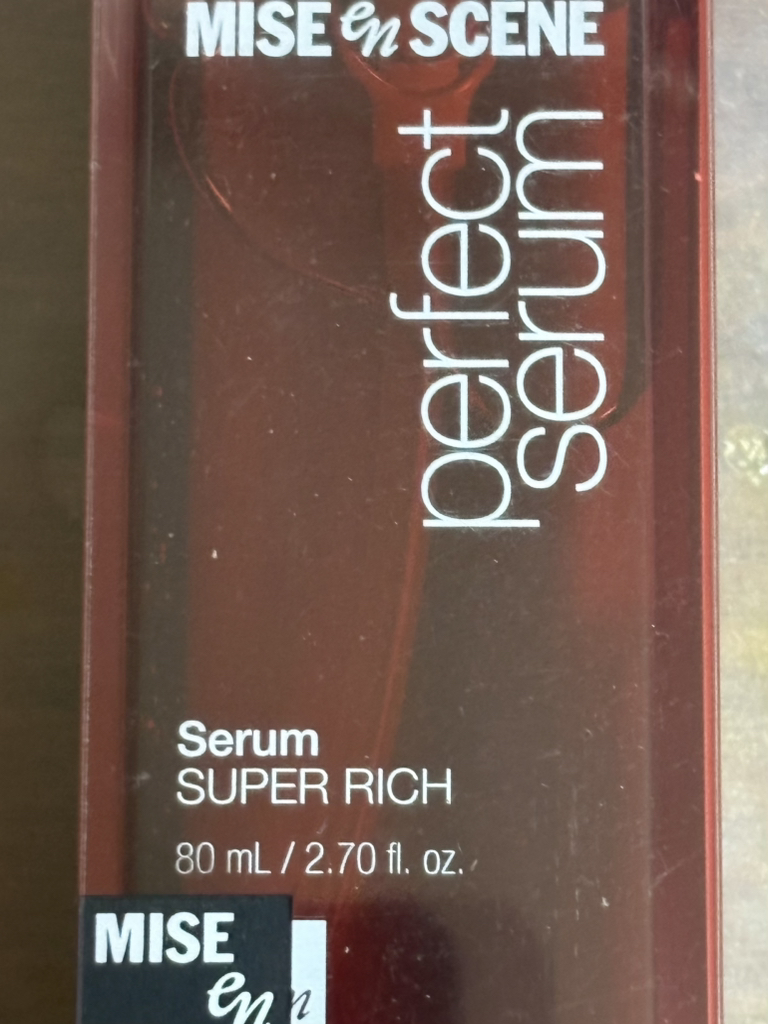 MISE en SCENE
perfect
serum
Serum
SUPER RICH
80 mL / 2.70 fl. oz.
MISE
en
n